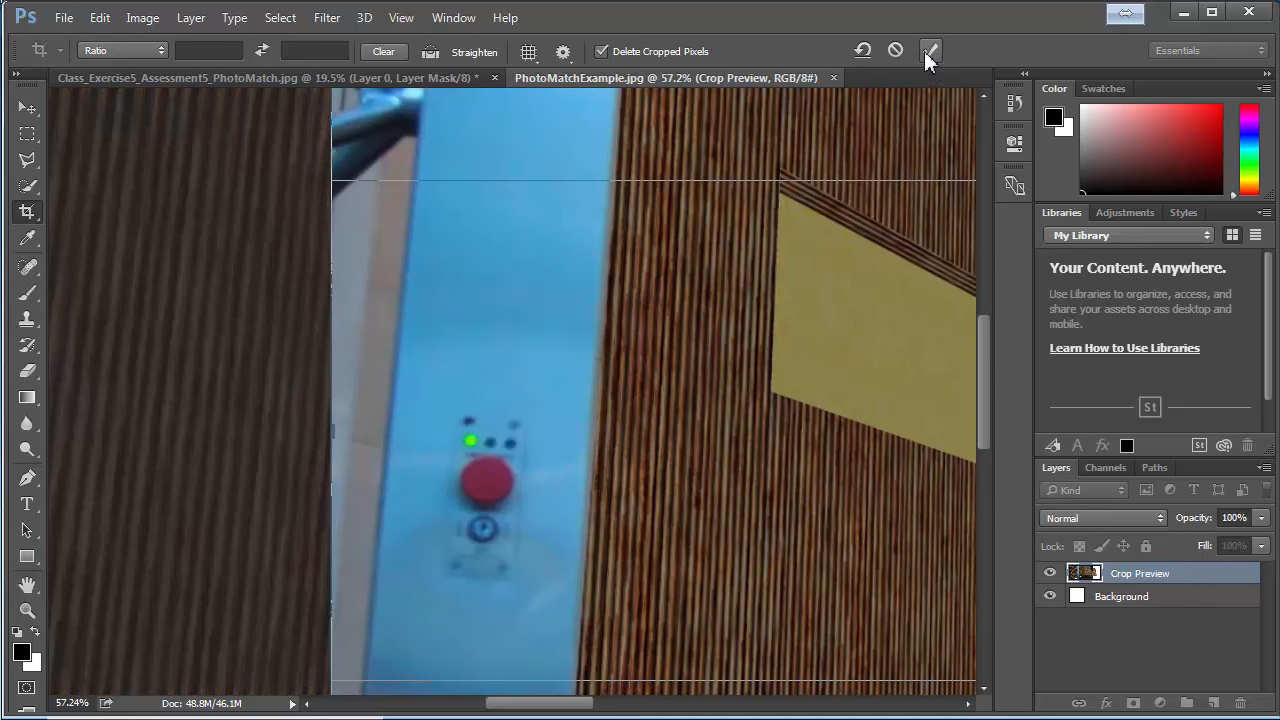 Ps File Edit Image Layer Type Select Filter 3D View Window Help
Ratio Clear Straighten Delete Cropped Pixels Essentials
Class_Exercise5_Assessment5_PhotoMatch.jpg @ 19.5% (Layer 0, Layer Mask/8) * PhotoMatchExample.jpg @ 57.2% (Crop Preview, RGB/8#)
Color Swatches
Libraries Adjustments Styles
My Library
Your Content. Anywhere.
Use Libraries to organize, access, and
share your assets across desktop and
mobile.
Learn How to Use Libraries
St
A fx St
Layers Channels Paths
Kind T
Normal Opacity: 100%
Lock: Fill: 100%
Crop Preview
Background
T
57.24% Doc: 48.8M/46.1M fx